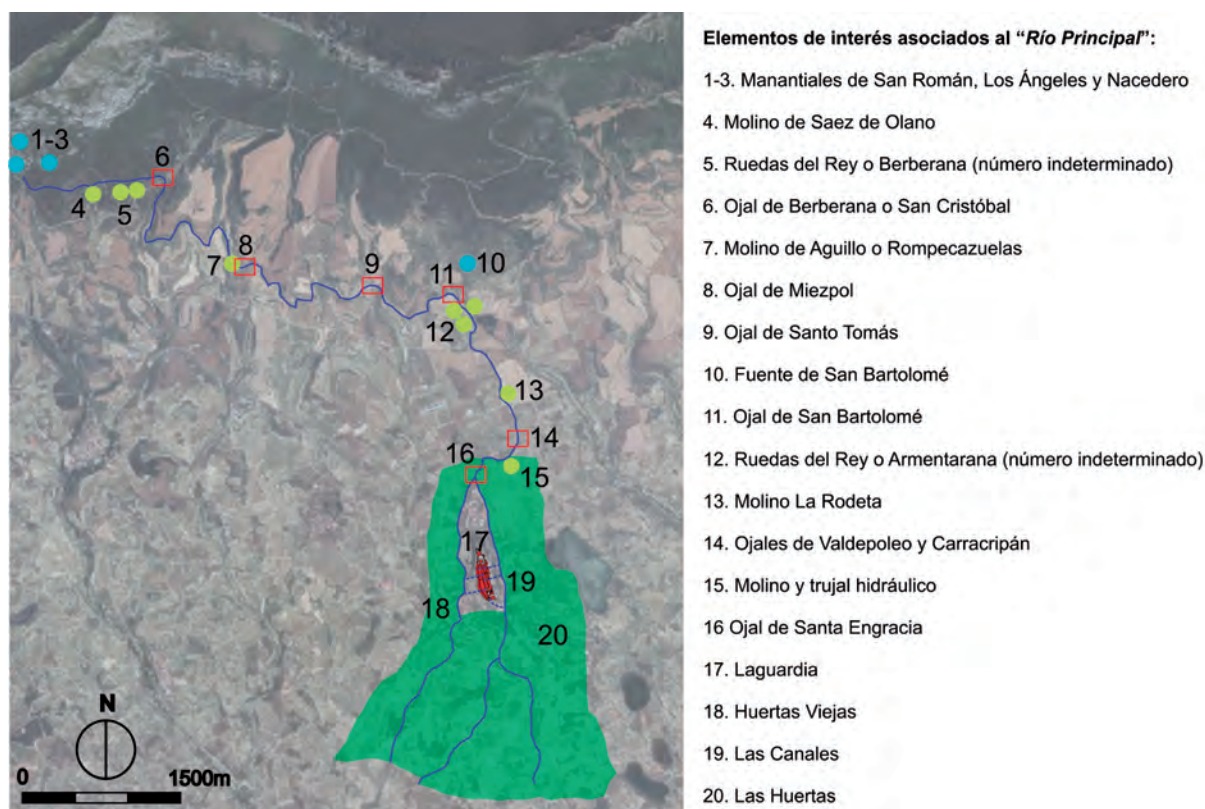 1-3
6
4
5
7
8
9
11
10
12
13
14
16
15
17
19
18
20
N
0 1500m
Elementos de interés asociados al “Río Principal”:
1-3. Manantiales de San Román, Los Ángeles y Nacedero
4. Molino de Saez de Olano
5. Ruedas del Rey o Berberana (número indeterminado)
6. Ojal de Berberana o San Cristóbal
7. Molino de Aguillo o Rompecazuelas
8. Ojal de Miezpol
9. Ojal de Santo Tomás
10. Fuente de San Bartolomé
11. Ojal de San Bartolomé
12. Ruedas del Rey o Armentarana (número indeterminado)
13. Molino La Rodeta
14. Ojales de Valdepoleo y Carracripán
15. Molino y trujal hidráulico
16 Ojal de Santa Engracia
17. Laguardia
18. Huertas Viejas
19. Las Canales
20. Las Huertas